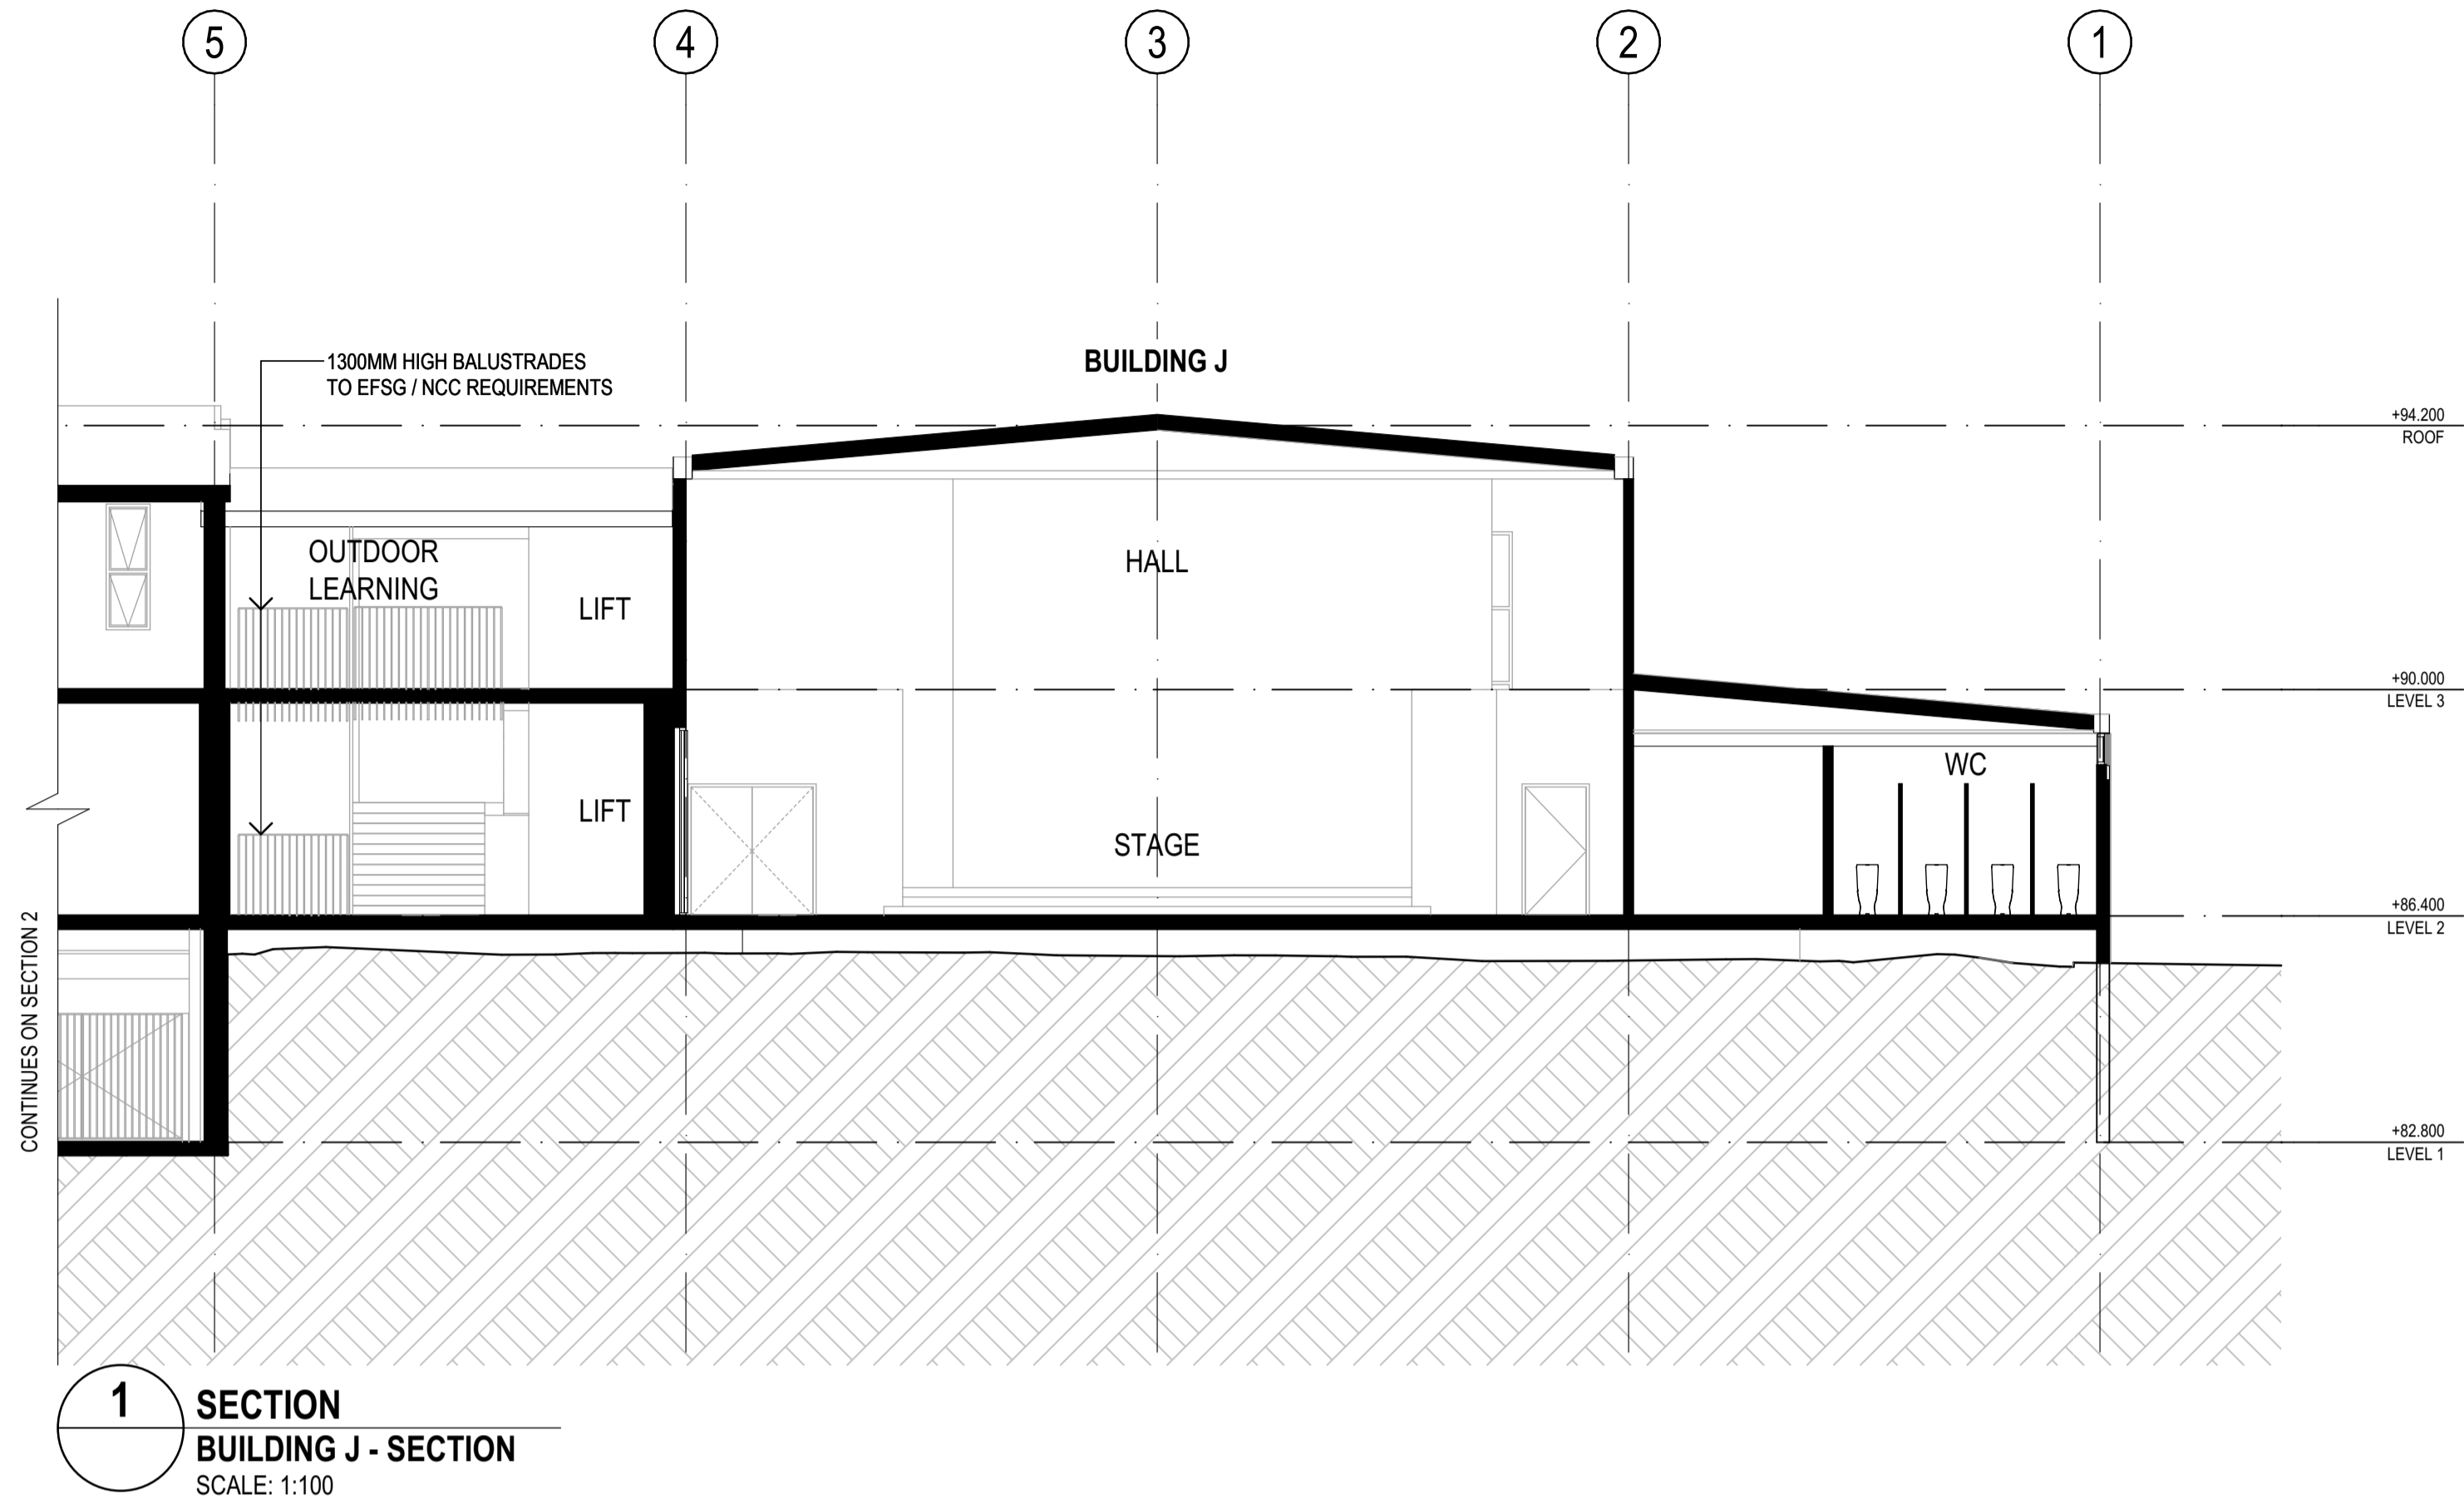 5 4 3 2 1
1300MM HIGH BALUSTRADES
TO EFSG / NCC REQUIREMENTS
BUILDING J
+94.200
ROOF
OUTDOOR
LEARNING
HALL
LIFT
+90.000
LEVEL 3
WC
LIFT
STAGE
+86.400
LEVEL 2
CONTINUES ON SECTION 2
+82.800
LEVEL 1
1
SECTION
BUILDING J - SECTION
SCALE: 1:100